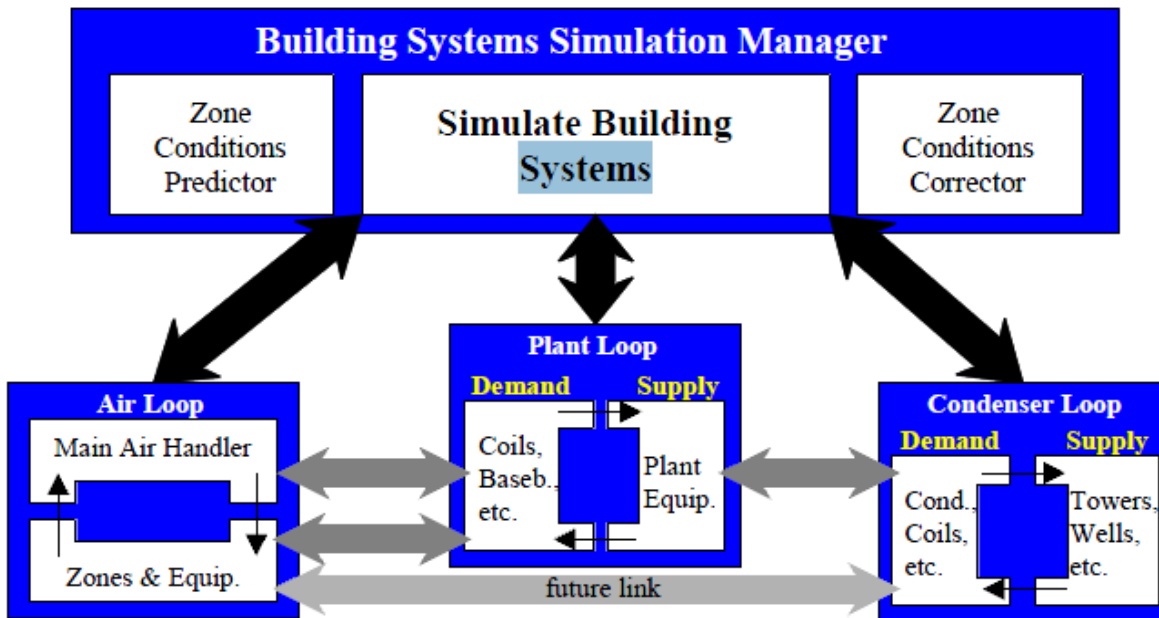 Building Systems Simulation Manager
Zone
Conditions
Predictor
Simulate Building
Systems
Zone
Conditions
Corrector
Air Loop
Main Air Handler
Zones & Equip.
Plant Loop
Demand
Supply
Coils,
Baseb.,
etc.
Plant
Equip.
Condenser Loop
Demand
Supply
Cond.,
Coils,
etc.
Towers,
Wells,
etc.
future link